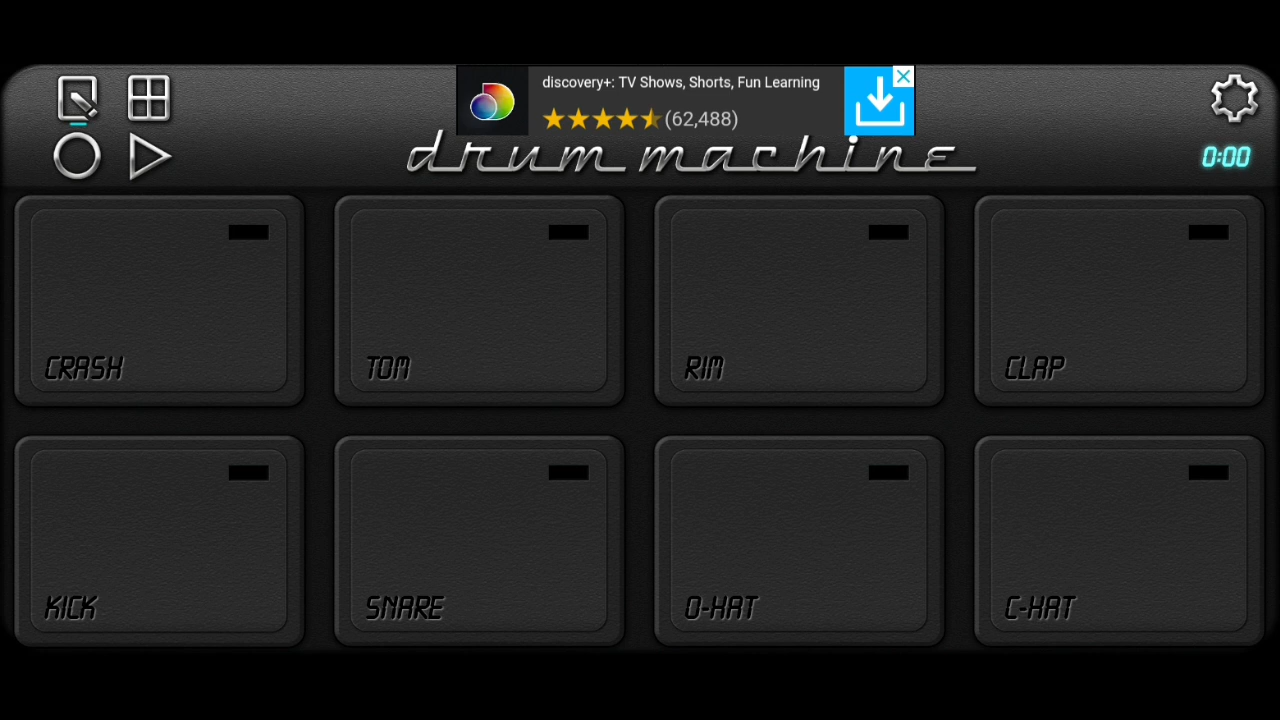 discovery+: TV Shows, Shorts, Fun Learning
(62,488)
drum machine
0:00
CRASH
TOM
RIM
CLAP
KICK
SNARE
O-HAT
C-HAT